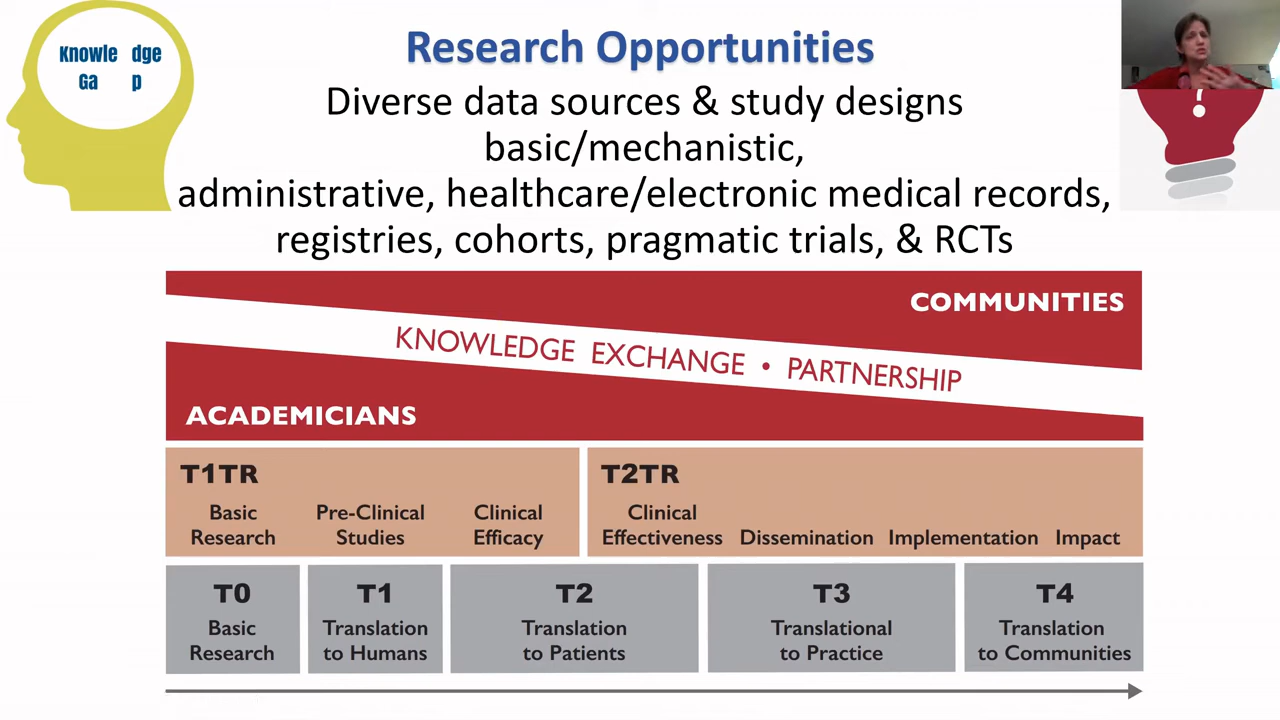 Knowle dge
Ga p
Research Opportunities
Diverse data sources & study designs
basic/mechanistic,
administrative, healthcare/electronic medical records,
registries, cohorts, pragmatic trials, & RCTs
COMMUNITIES
KNOWLEDGE EXCHANGE • PARTNERSHIP
ACADEMICIANS
T1TR
Basic
Research
Pre-Clinical
Studies
Clinical
Efficacy
T2TR
Clinical
Effectiveness
Dissemination
Implementation
Impact
T0
Basic
Research
T1
Translation
to Humans
T2
Translation
to Patients
T3
Translational
to Practice
T4
Translation
to Communities